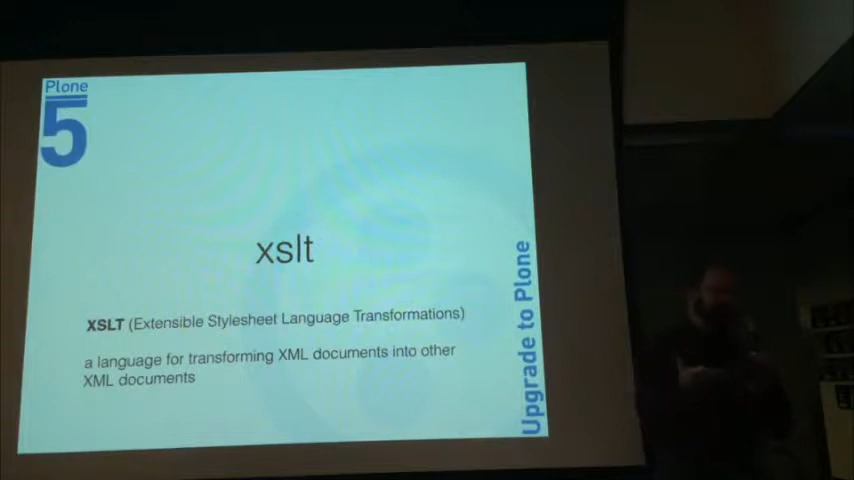 Plone
5
xslt
XSLT (Extensible Stylesheet Language Transformations)
a language for transforming XML documents into other
XML documents
Upgrade to Plone